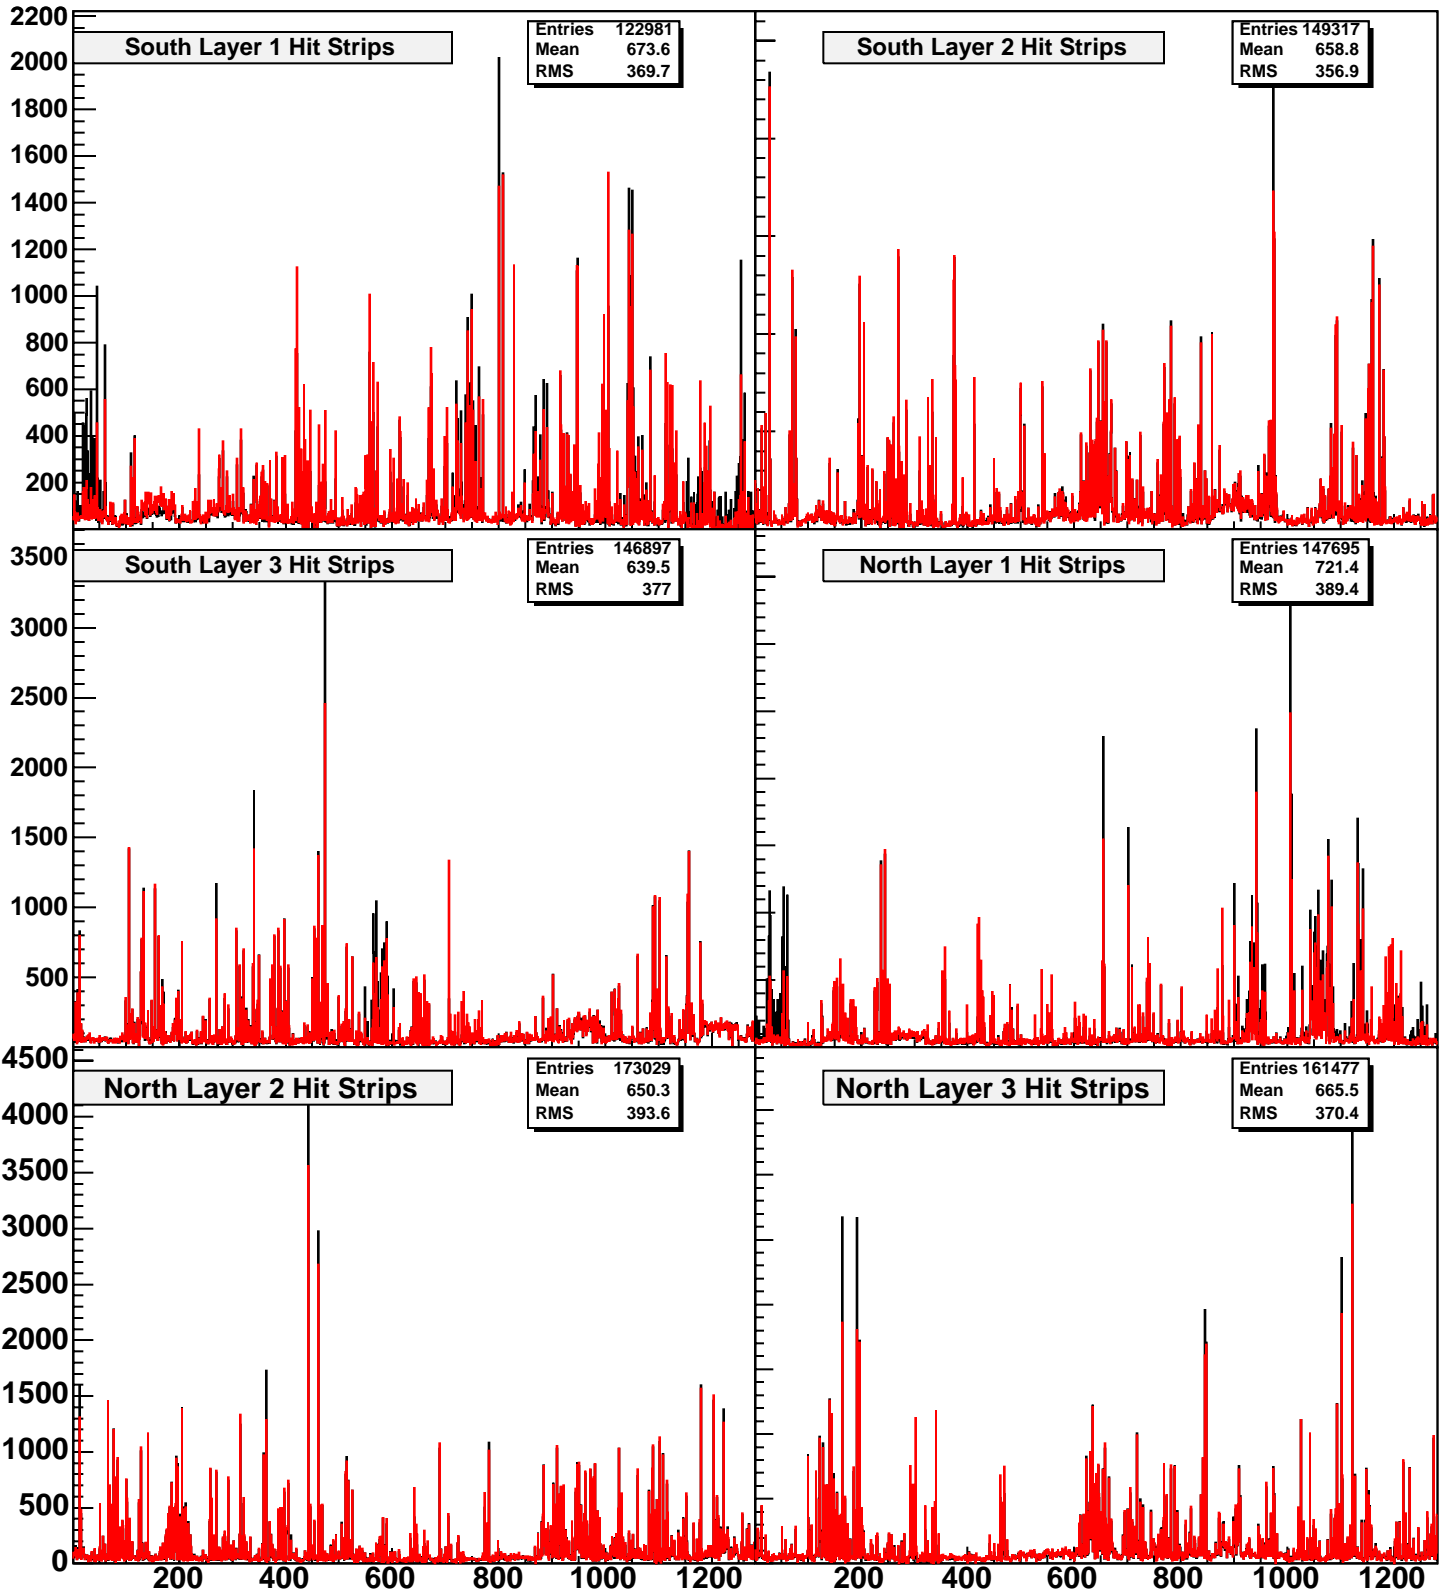 South Layer 1 Hit Strips
Entries 122981
Mean 673.6
RMS 369.7
2200
2000
1800
1600
1400
1200
1000
800
600
400
200
South Layer 2 Hit Strips
Entries 149317
Mean 658.8
RMS 356.9
South Layer 3 Hit Strips
Entries 146897
Mean 639.5
RMS 377
3500
3000
2500
2000
1500
1000
500
North Layer 1 Hit Strips
Entries 147695
Mean 721.4
RMS 389.4
North Layer 2 Hit Strips
Entries 173029
Mean 650.3
RMS 393.6
4500
4000
3500
3000
2500
2000
1500
1000
500
0
200 400 600 800 1000 1200
North Layer 3 Hit Strips
Entries 161477
Mean 665.5
RMS 370.4
200 400 600 800 1000 1200